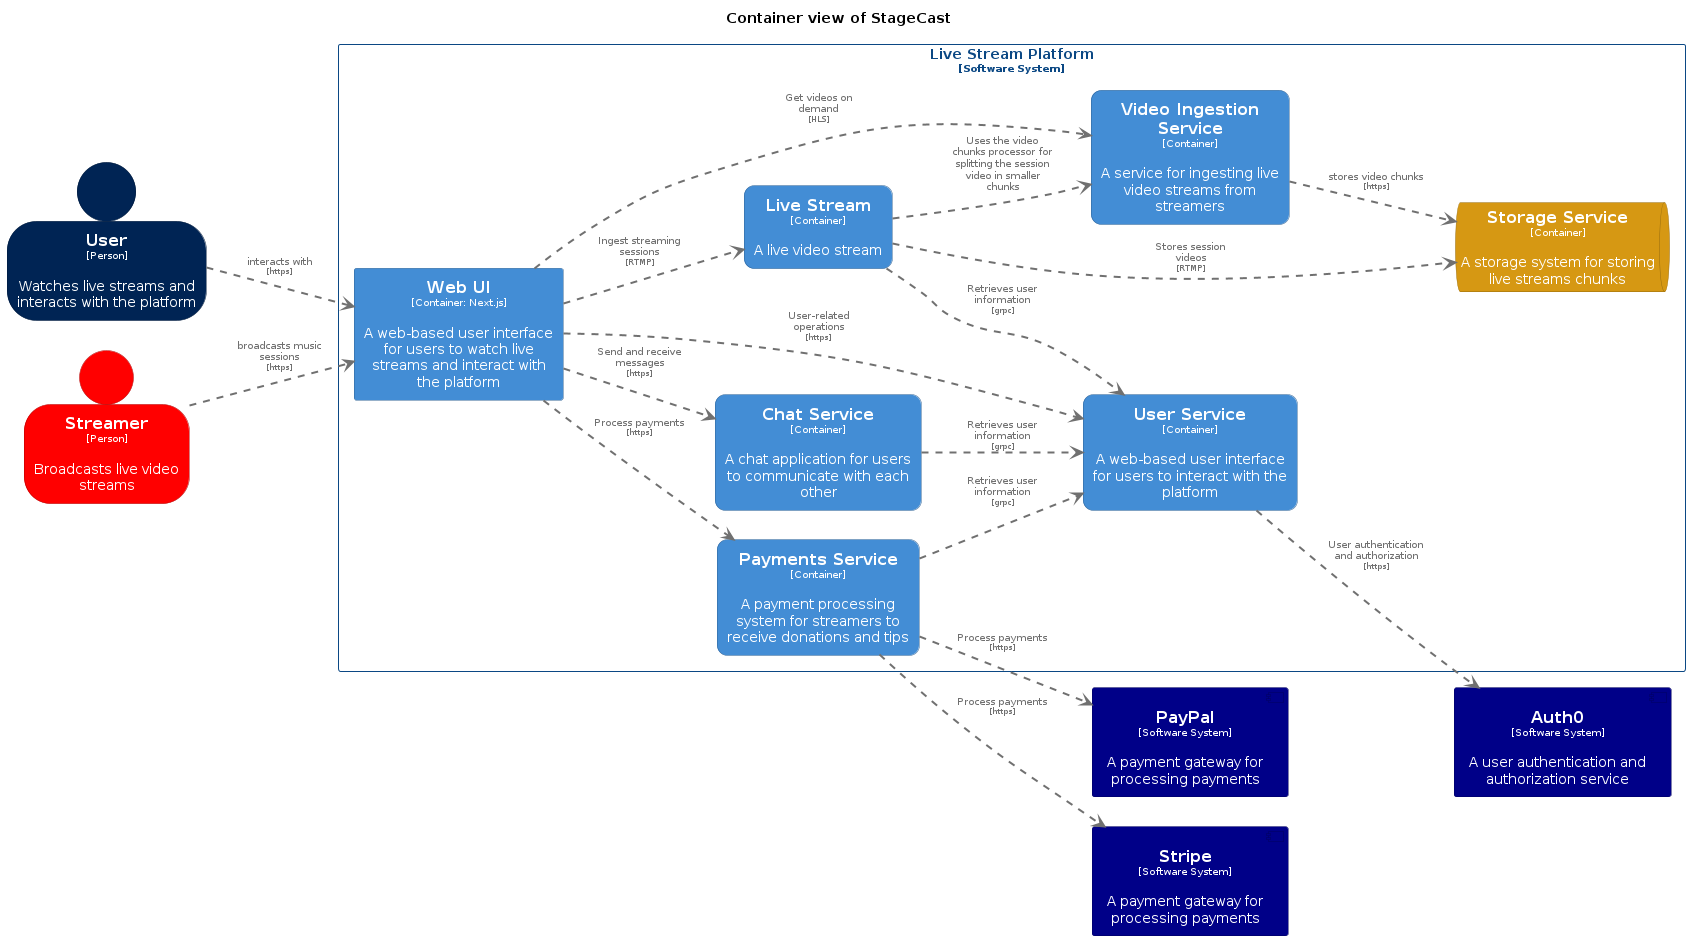 Container view of StageCast
Live Stream Platform
[Software System]
User
[Person]
Watches live streams and
interacts with the platform
Streamer
[Person]
Broadcasts live video
streams
interacts with
[https]
broadcasts music
sessions
[https]
Web UI
[Container: Next.js]
A web-based user interface
for users to watch live
streams and interact with
the platform
Get videos on
demand
[HLS]
Ingest streaming
sessions
[RTMP]
User-related
operations
[https]
Send and receive
messages
[https]
Process payments
[https]
Live Stream
[Container]
A live video stream
Uses the video
chunks processor for
splitting the session
video in smaller
chunks
Stores session
videos
[RTMP]
Retrieves user
information
[grpc]
Video Ingestion
Service
[Container]
A service for ingesting live
video streams from
streamers
stores video chunks
[https]
Storage Service
[Container]
A storage system for storing
live streams chunks
Chat Service
[Container]
A chat application for users
to communicate with each
other
Retrieves user
information
[grpc]
User Service
[Container]
A web-based user interface
for users to interact with the
platform
Payments Service
[Container]
A payment processing
system for streamers to
receive donations and tips
Retrieves user
information
[grpc]
User authentication
and authorization
[https]
Process payments
[https]
Process payments
[https]
PayPal
[Software System]
A payment gateway for
processing payments
Auth0
[Software System]
A user authentication and
authorization service
Stripe
[Software System]
A payment gateway for
processing payments